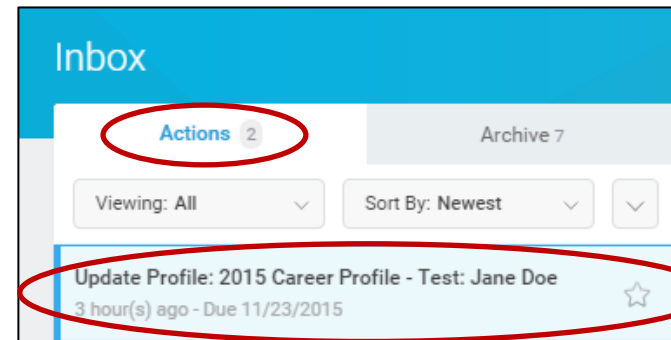 Inbox
Actions 2 Archive 7
Viewing: All Sort By: Newest
Update Profile: 2015 Career Profile - Test: Jane Doe
3 hour(s) ago - Due 11/23/2015